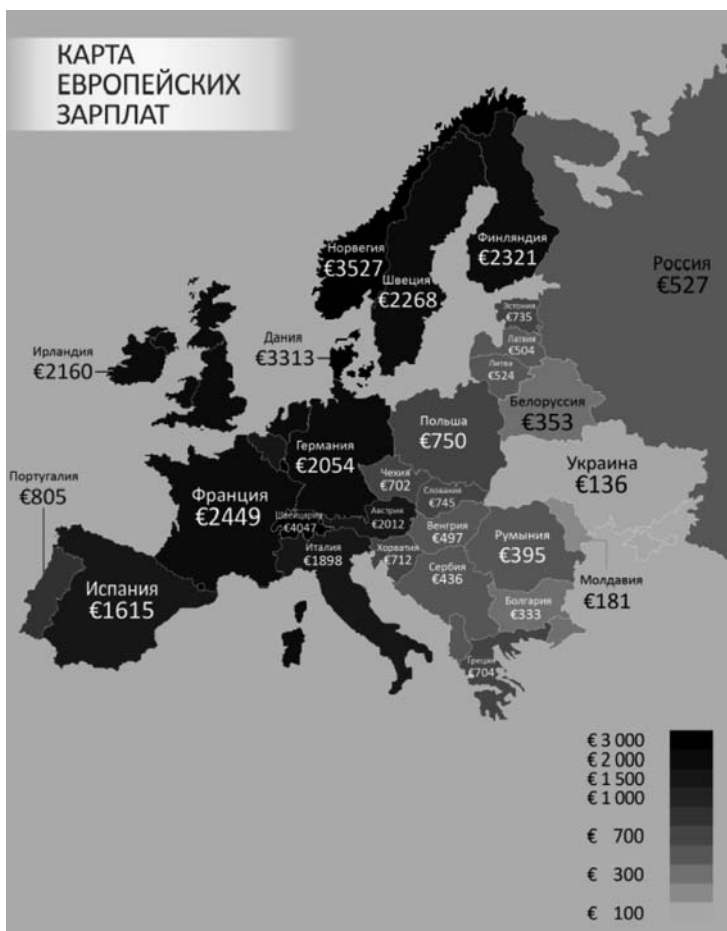 КАРТА
ЕВРОПЕЙСКИХ
ЗАРПЛАТ
Норвегия
€3527
Финляндия
€2321
Швеция
€2268
Россия
€527
Эстония
€735
Латвия
€504
Литва
€524
Дания
€3313
Ирландия
€2160
Белоруссия
€353
Польша
€750
Германия
€2054
Украина
€136
Чехия
€702
Словакия
€745
Португалия
€805
Франция
€2449
Швейцария
€4047
Австрия
€2012
Венгрия
€497
Румыния
€395
Италия
€1898
Хорватия
€712
Сербия
€436
Молдавия
€181
Испания
€1615
Болгария
€333
Греция
€704
€ 3 000
€ 2 000
€ 1 500
€ 1 000
€ 700
€ 300
€ 100